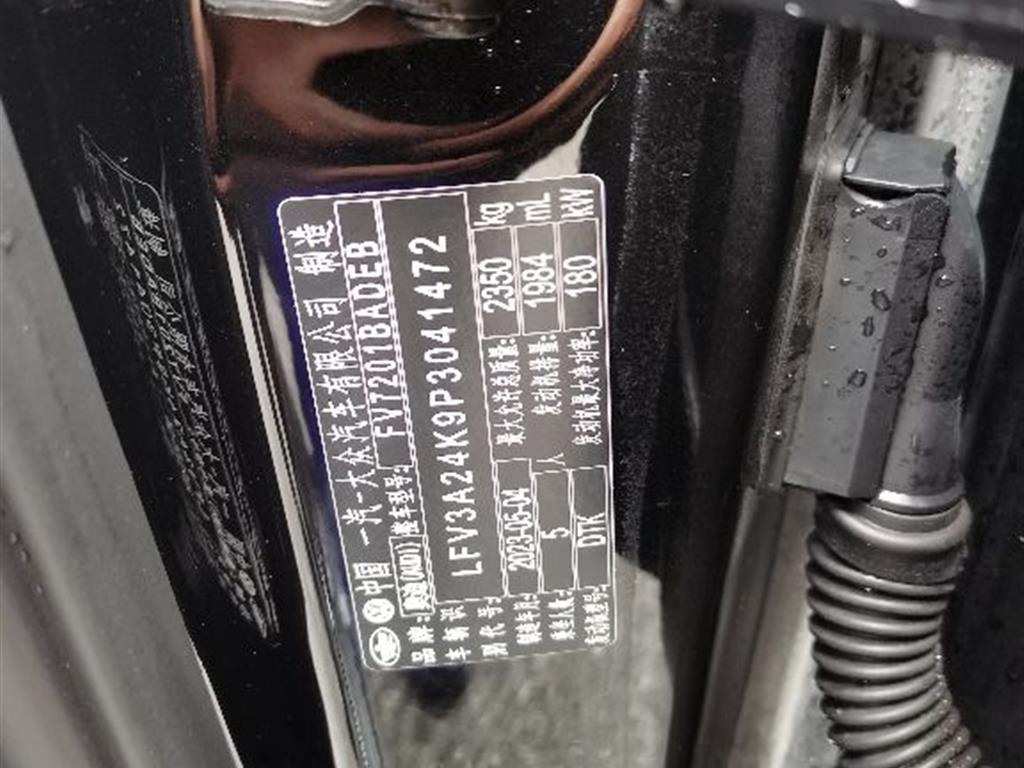 中国 一汽-大众汽车有限公司 制造
品牌: 奥迪(AUDI) 整车型号: FV7201BADEB
车辆识别代号: LFV3A24K9P3041472
制造年月: 2023-05-04 最大允许总质量: 2350 kg
乘坐人数: 5 人 发动机排量: 1984 mL
发动机型号: DTK 发动机最大净功率: 180 kW